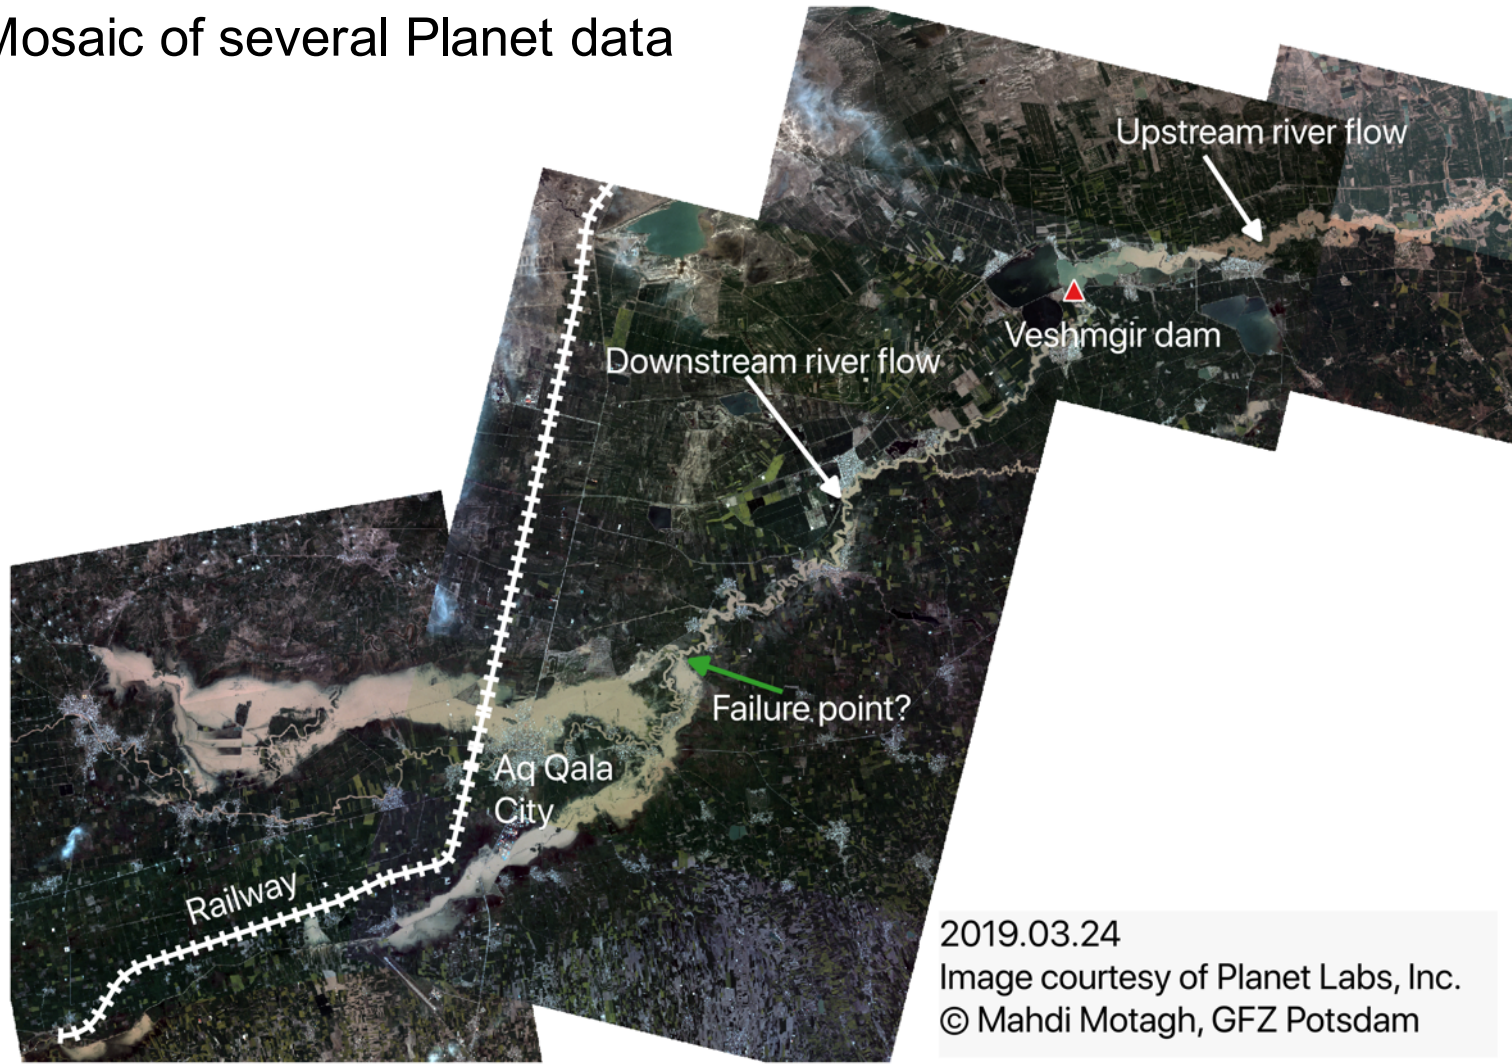 Mosaic of several Planet data
Upstream river flow
Veshmgir dam
Downstream river flow
Failure point?
Aq Qala
City
Railway
2019.03.24
Image courtesy of Planet Labs, Inc.
© Mahdi Motagh, GFZ Potsdam